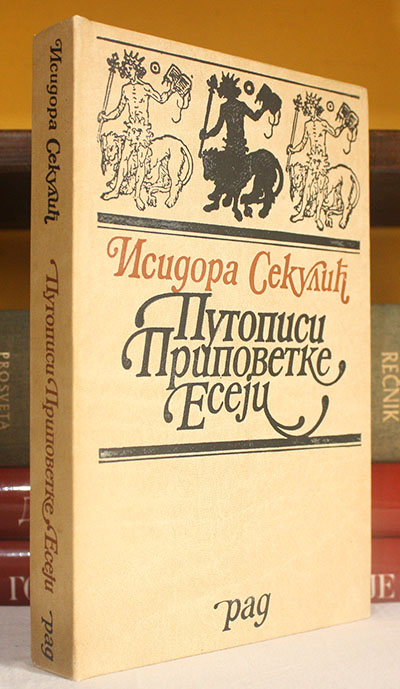 Исидора Секулић
Путописи
Приповетке
Есеји
рад
Исидора Секулић
Путописи Приповетке Есеји
рад
PROSVETA
REČNIK